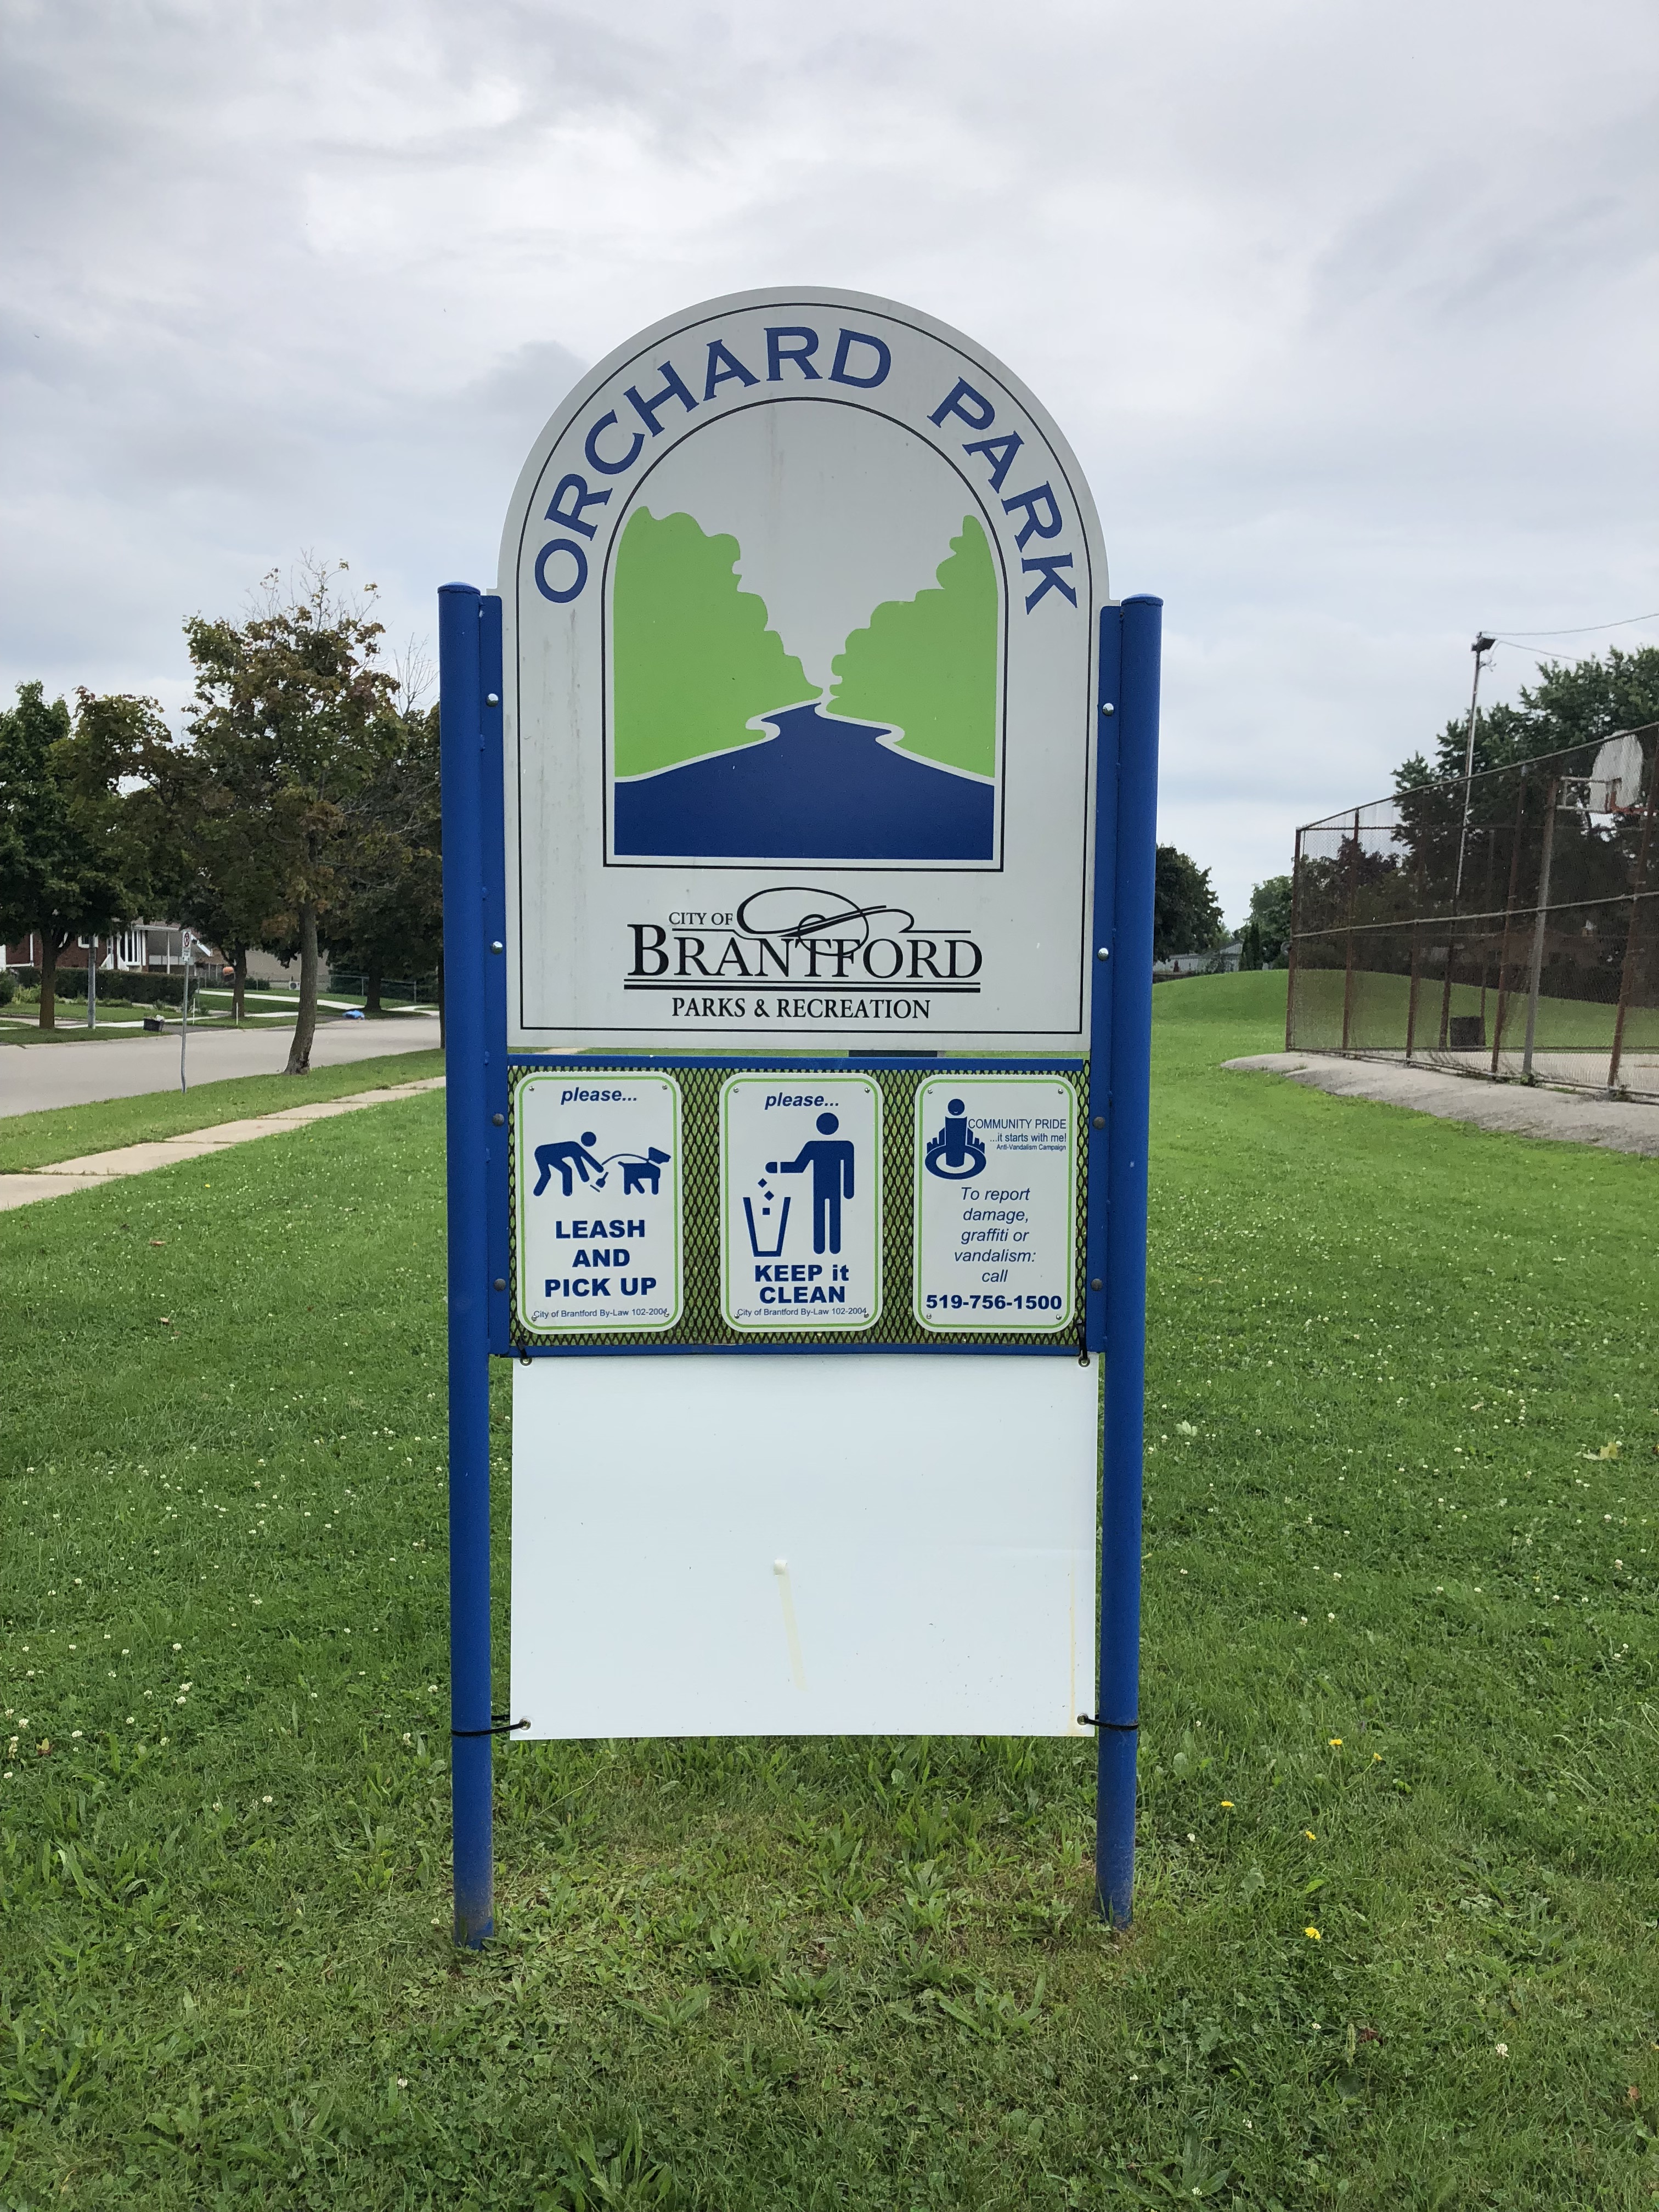 ORCHARD PARK
CITY OF
BRANTFORD
PARKS & RECREATION
please...
LEASH
AND
PICK UP
City of Brantford By-Law 102-2004
please...
KEEP it
CLEAN
City of Brantford By-Law 102-2004
COMMUNITY PRIDE
...it starts with me!
Anti-Vandalism Campaign
To report
damage,
graffiti or
vandalism:
call
519-756-1500